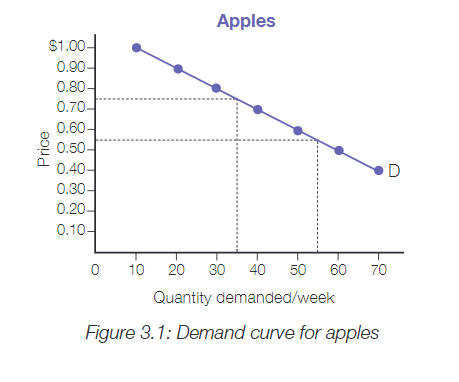 Apples
$1.00
0.90
0.80
0.70
0.60
0.50
0.40
0.30
0.20
0.10
Price
D
0 10 20 30 40 50 60 70
Quantity demanded/week
Figure 3.1: Demand curve for apples